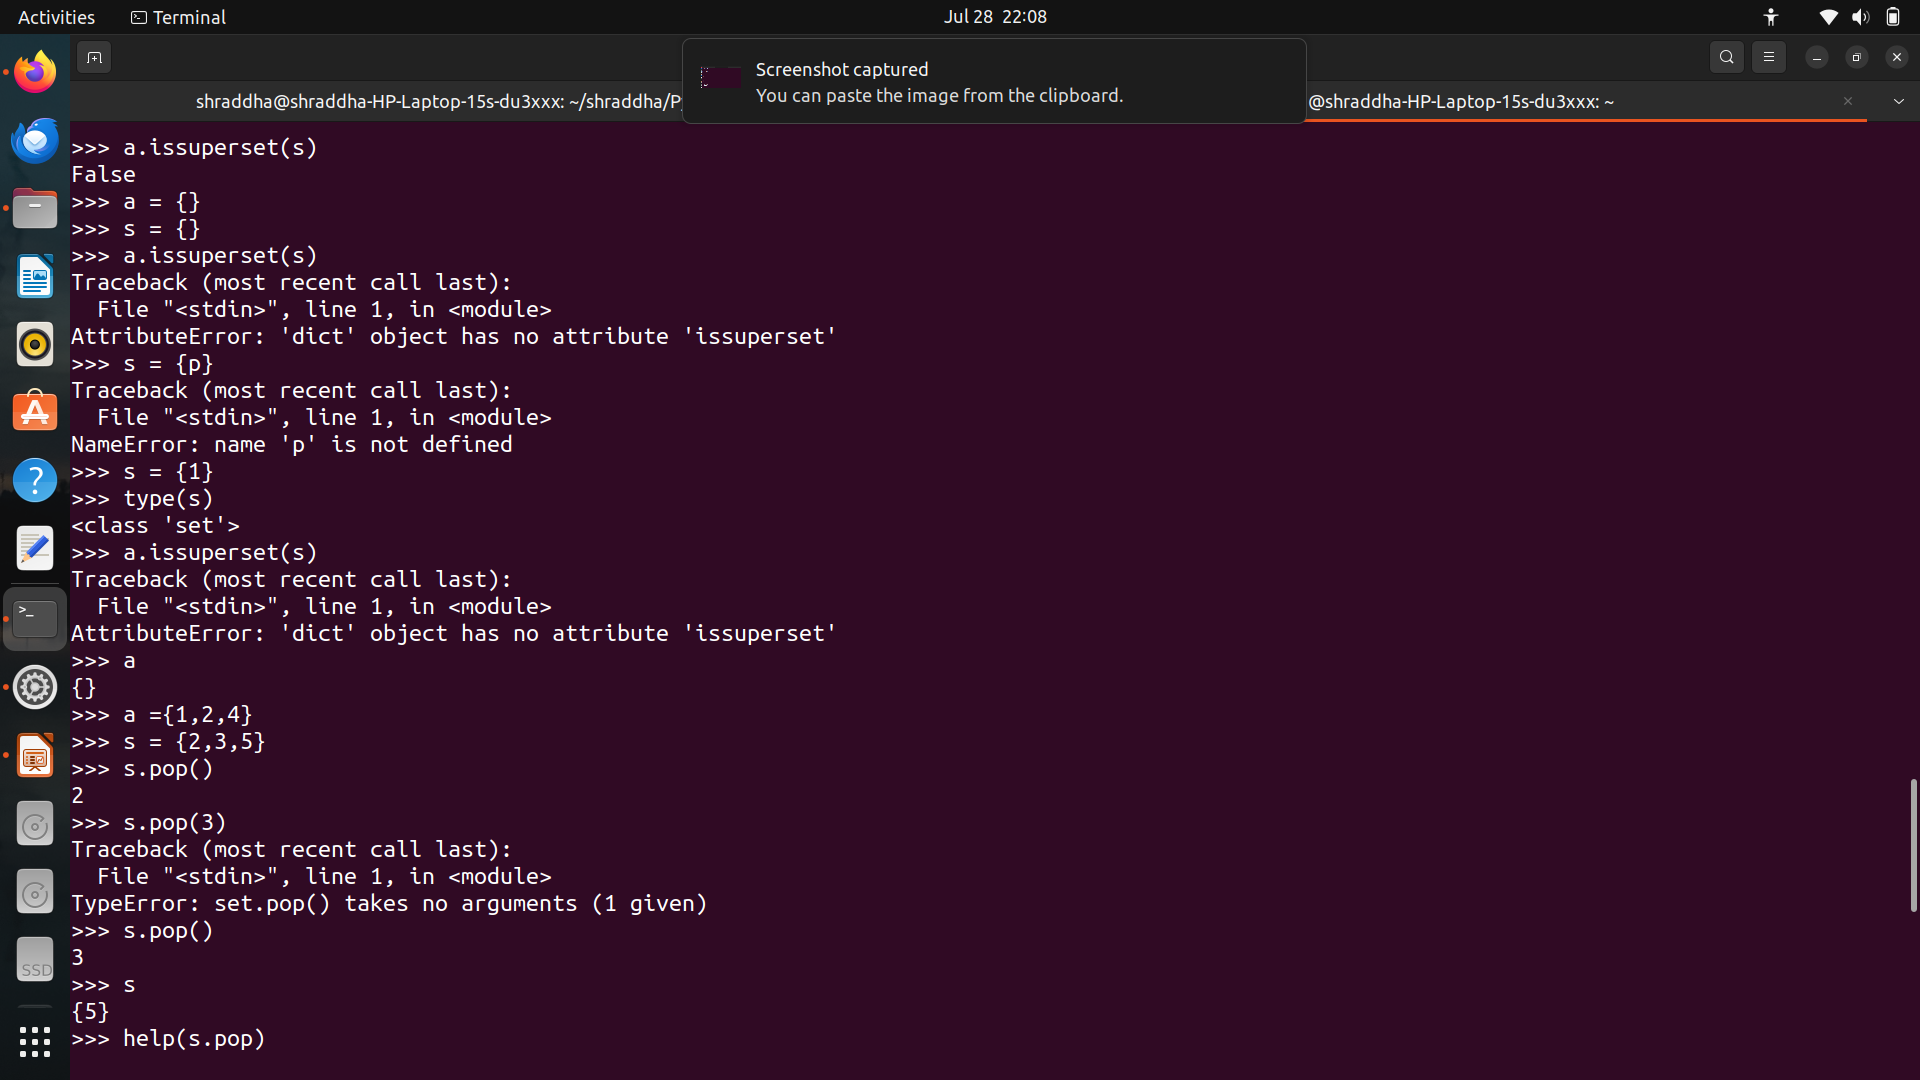 Activities
Terminal
Jul 28 22:08
Screenshot captured
You can paste the image from the clipboard.
shraddha@shraddha-HP-Laptop-15s-du3xxx: ~/shraddha/P
@shraddha-HP-Laptop-15s-du3xxx: ~
>>> a.issuperset(s)
False
>>> a = {}
>>> s = {}
>>> a.issuperset(s)
Traceback (most recent call last):
  File "<stdin>", line 1, in <module>
AttributeError: 'dict' object has no attribute 'issuperset'
>>> s = {p}
Traceback (most recent call last):
  File "<stdin>", line 1, in <module>
NameError: name 'p' is not defined
>>> s = {1}
>>> type(s)
<class 'set'>
>>> a.issuperset(s)
Traceback (most recent call last):
  File "<stdin>", line 1, in <module>
AttributeError: 'dict' object has no attribute 'issuperset'
>>> a
{}
>>> a ={1,2,4}
>>> s = {2,3,5}
>>> s.pop()
2
>>> s.pop(3)
Traceback (most recent call last):
  File "<stdin>", line 1, in <module>
TypeError: set.pop() takes no arguments (1 given)
>>> s.pop()
3
>>> s
{5}
>>> help(s.pop)
SSD